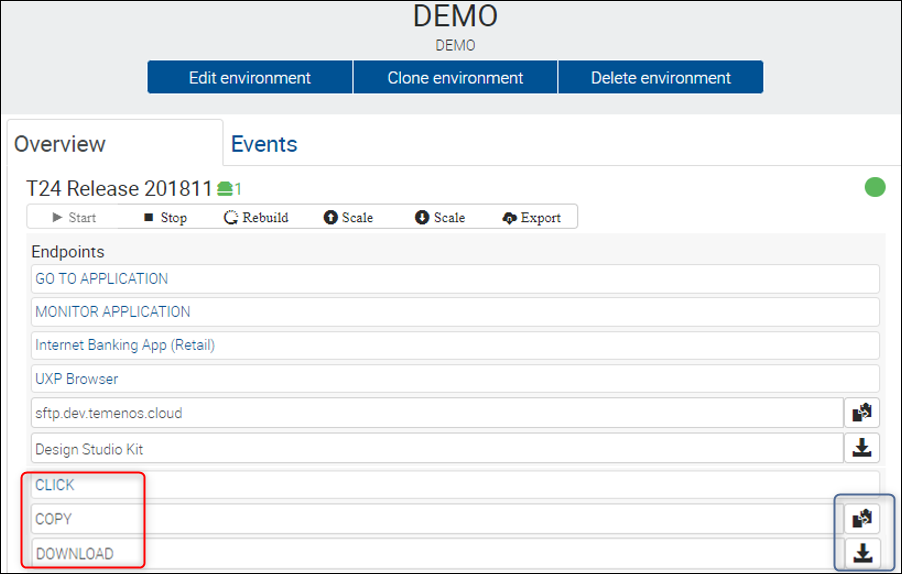 DEMO
DEMO
Edit environment Clone environment Delete environment
Overview Events
T24 Release 201811 1
Start Stop Rebuild Scale Scale Export
Endpoints
GO TO APPLICATION
MONITOR APPLICATION
Internet Banking App (Retail)
UXP Browser
sftp.dev.temenos.cloud
Design Studio Kit
CLICK
COPY
DOWNLOAD